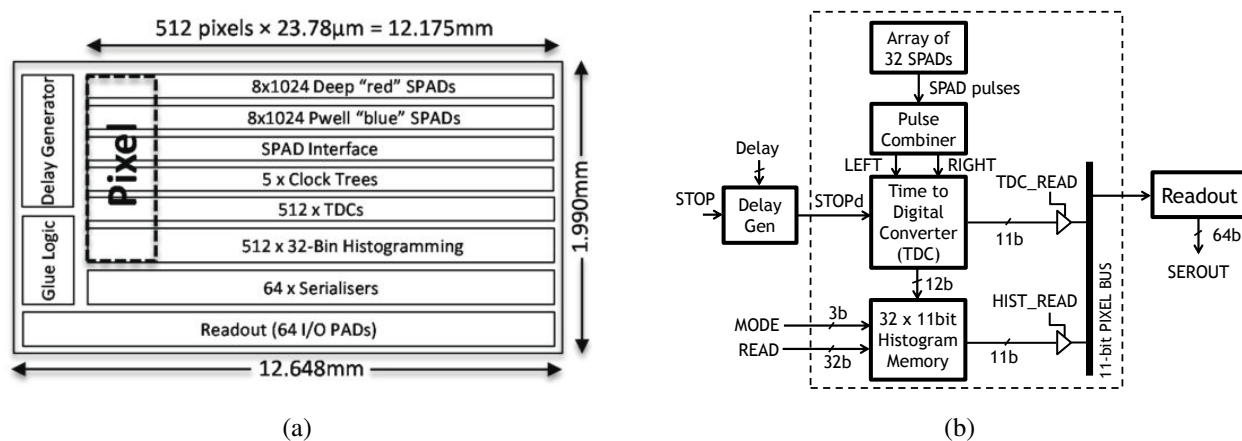 512 pixels × 23.78µm = 12.175mm
Delay Generator
Glue Logic
Pixel
8x1024 Deep “red” SPADs
8x1024 Pwell “blue” SPADs
SPAD Interface
5 x Clock Trees
512 x TDCs
512 x 32-Bin Histogramming
64 x Serialisers
Readout (64 I/O PADs)
1.990mm
12.648mm
(a)
Array of
32 SPADs
SPAD pulses
Pulse
Combiner
LEFT
RIGHT
Delay
STOP
Delay
Gen
STOPd
Time to
Digital
Converter
(TDC)
TDC_READ
11b
12b
MODE
3b
READ
32b
32 x 11bit
Histogram
Memory
HIST_READ
11b
11-bit PIXEL BUS
Readout
64b
SEROUT
(b)